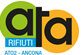 ata
RIFIUTI
ATO2 - ANCONA